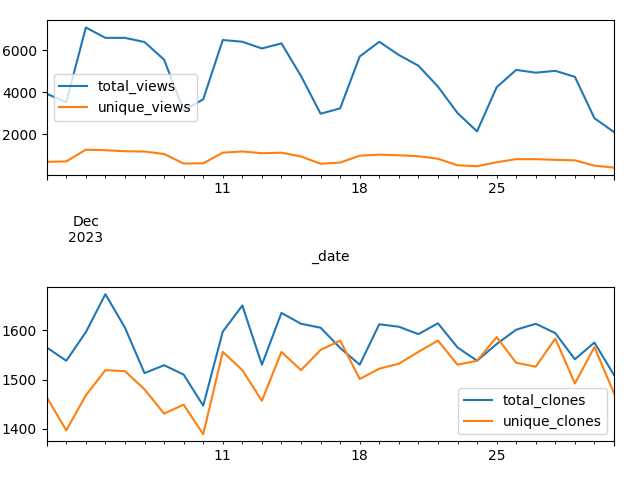 6000
4000
2000
total_views
unique_views
11
18
25
Dec
2023
_date
1600
1500
1400
total_clones
unique_clones
11
18
25